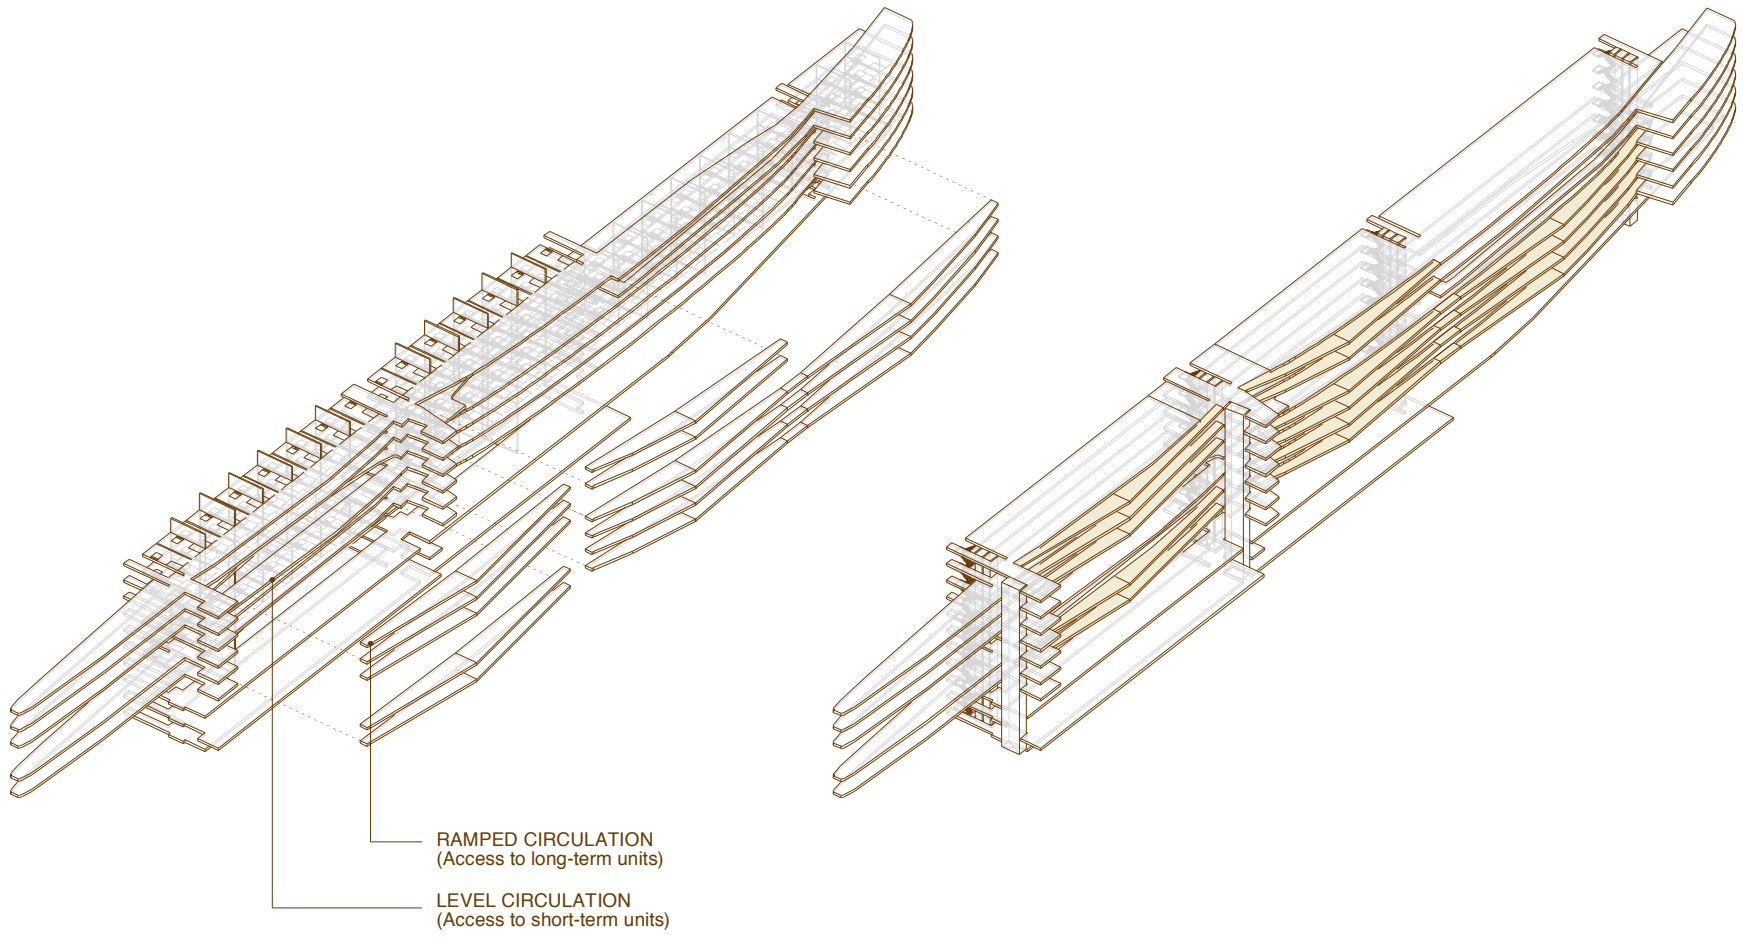 RAMPED CIRCULATION
(Access to long-term units)
LEVEL CIRCULATION
(Access to short-term units)